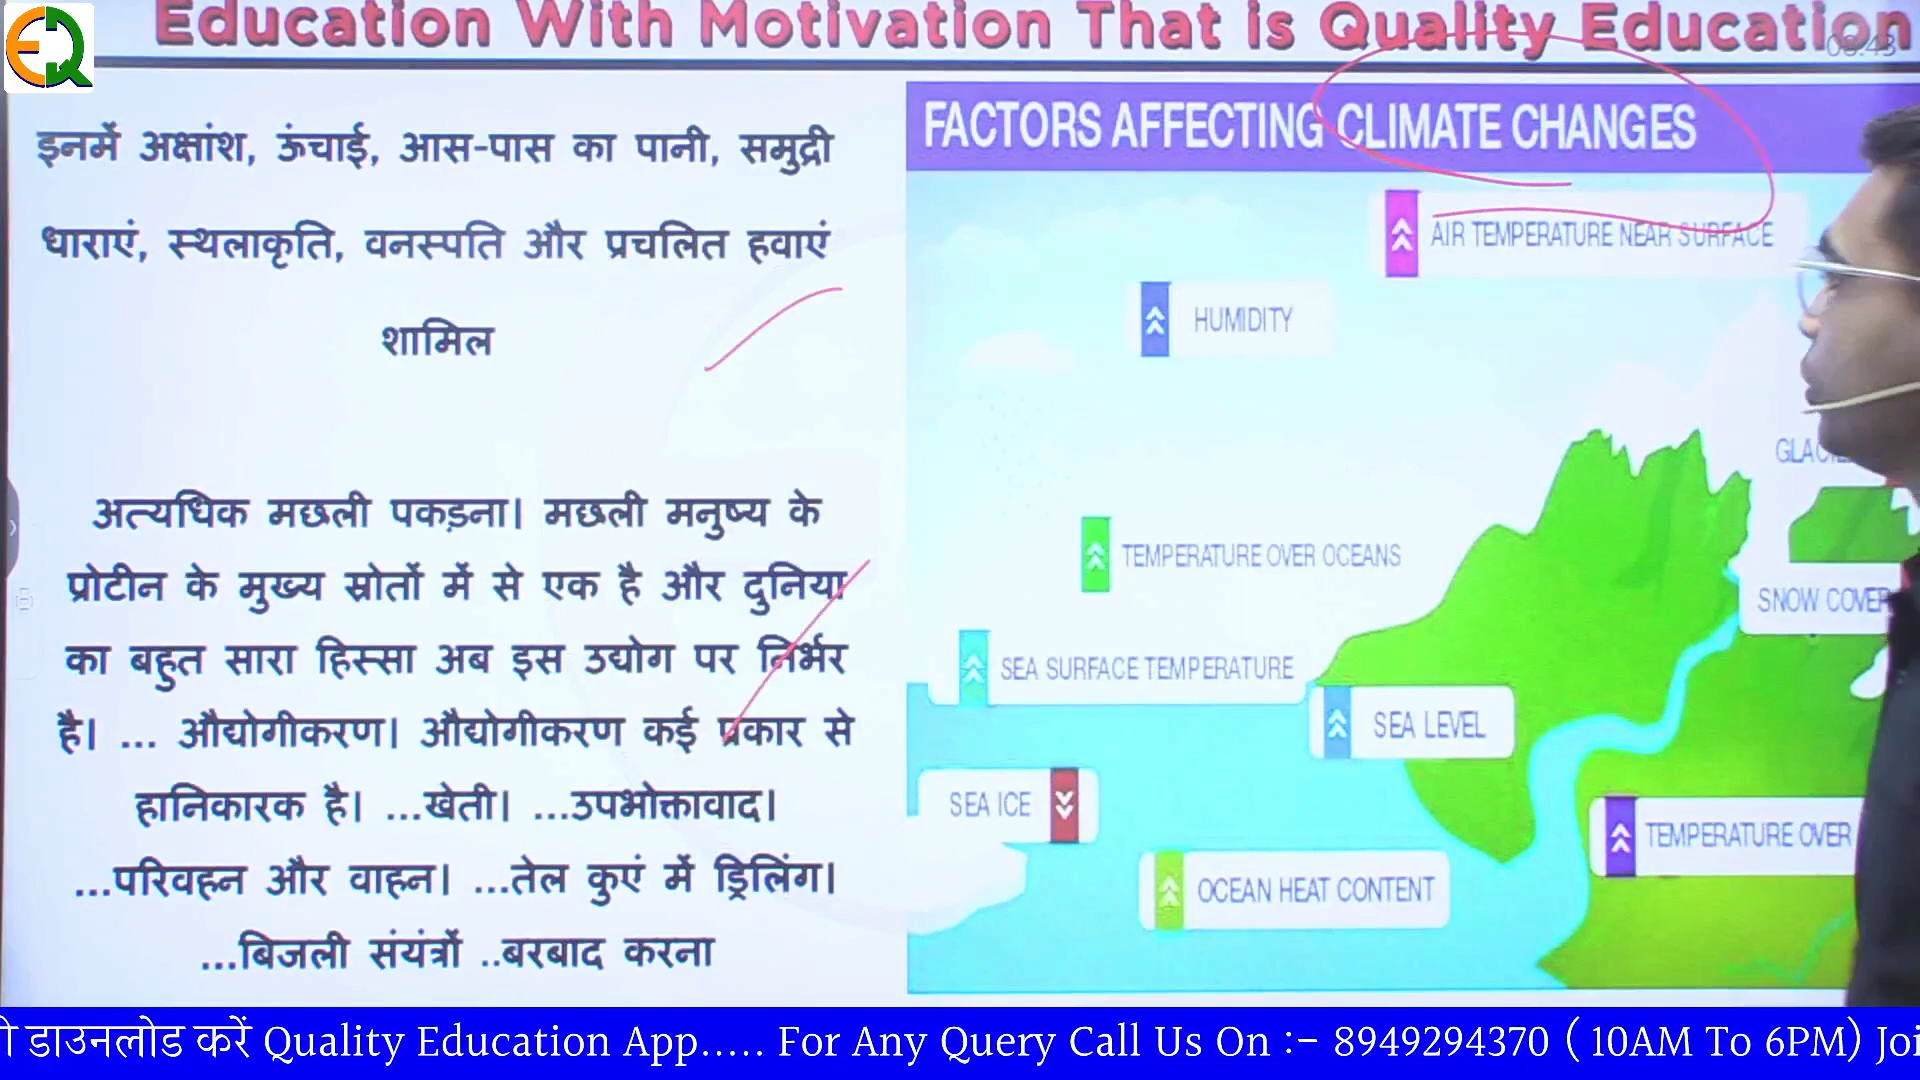 Education With Motivation That is Quality Education
08:43
EQ
इनमें अक्षांश, ऊंचाई, आस-पास का पानी, समुद्री
धाराएं, स्थलाकृति, वनस्पति और प्रचलित हवाएं
शामिल
अत्यधिक मछली पकड़ना। मछली मनुष्य के
प्रोटीन के मुख्य स्रोतों में से एक है और दुनिया
का बहुत सारा हिस्सा अब इस उद्योग पर निर्भर
है। ... औद्योगीकरण। औद्योगीकरण कई प्रकार से
हानिकारक है। ...खेती। ...उपभोक्तावाद।
...परिवहन और वाहन। ...तेल कुएं में ड्रिलिंग।
...बिजली संयंत्रों ..बरबाद करना
FACTORS AFFECTING CLIMATE CHANGES
AIR TEMPERATURE NEAR SURFACE
HUMIDITY
TEMPERATURE OVER OCEANS
SNOW COVER
SEA SURFACE TEMPERATURE
SEA LEVEL
SEA ICE
TEMPERATURE OVER
OCEAN HEAT CONTENT
डाउनलोड करें Quality Education App..... For Any Query Call Us On :- 8949294370 ( 10AM To 6PM) Joi